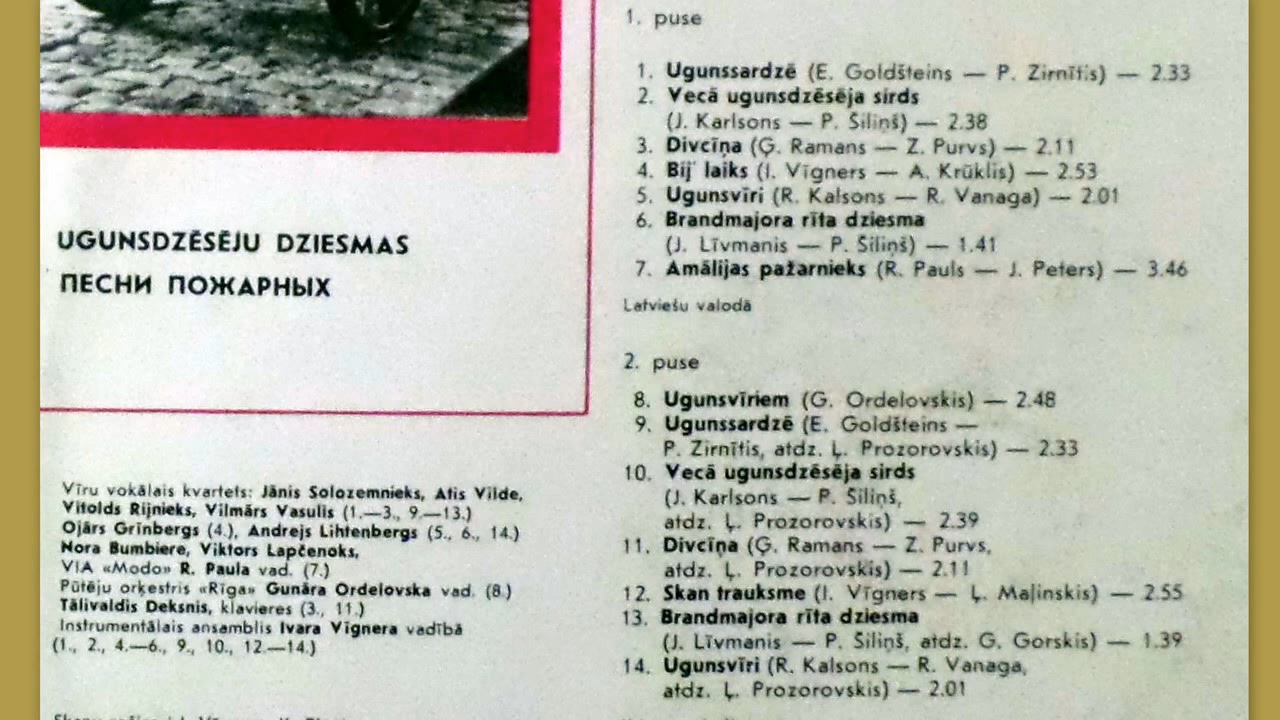 UGUNSDZĒSĒJU DZIESMAS
ПЕСНИ ПОЖАРНЫХ
Vīru vokālais kvartets: Jānis Solozemnieks, Atis Vilde,
Vitolds Rijnieks, Vilmārs Vasulis (1.—3., 9.—13.)
Ojārs Grīnbergs (4.), Andrejs Lihtenbergs (5., 6., 14.)
Nora Bumbiere, Viktors Lapčenoks,
VIA «Modo» R. Paula vad. (7.)
Pūtēju orķestris «Rīga» Gunāra Ordelovska vad. (8.)
Tālivaldis Deksnis, klavieres (3., 11.)
Instrumentālais ansamblis Ivara Vīgnera vadībā
(1., 2., 4.—6., 9., 10., 12.—14.)
1. puse
1. Ugunssardzē (E. Goldšteins — P. Zirnītis) — 2.33
2. Vecā ugunsdzēsēja sirds
(J. Karlsons — P. Šiliņš) — 2.38
3. Divcīņa (Ģ. Ramans — Z. Purvs) — 2.11
4. Bij' laiks (I. Vīgners — A. Krūklis) — 2.53
5. Ugunsvīri (R. Kalsons — R. Vanaga) — 2.01
6. Brandmajora rīta dziesma
(J. Līvmanis — P. Šiliņš) — 1.41
7. Amālijas pažarnieks (R. Pauls — J. Peters) — 3.46
Latviešu valodā
2. puse
8. Ugunsvīriem (G. Ordelovskis) — 2.48
9. Ugunssardzē (E. Goldšteins —
P. Zirnītis, atdz. Ļ. Prozorovskis) — 2.33
10. Vecā ugunsdzēsēja sirds
(J. Karlsons — P. Šiliņš,
atdz. Ļ. Prozorovskis) — 2.39
11. Divcīņa (Ģ. Ramans — Z. Purvs,
atdz. Ļ. Prozorovskis) — 2.11
12. Skan trauksme (I. Vīgners — Ļ. Maļinskis) — 2.55
13. Brandmajora rīta dziesma
(J. Līvmanis — P. Šiliņš, atdz. G. Gorskis) — 1.39
14. Ugunsvīri (R. Kalsons — R. Vanaga,
atdz. Ļ. Prozorovskis) — 2.01